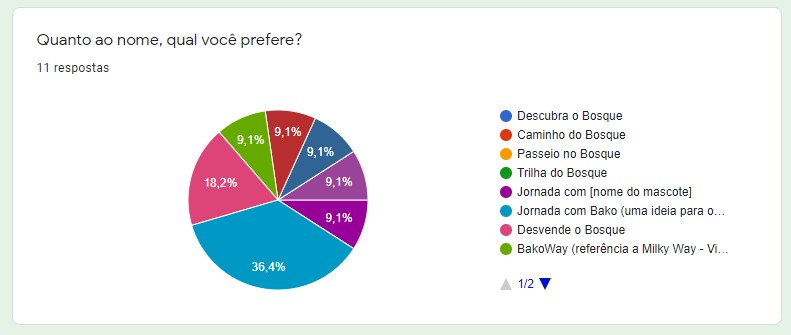 Quanto ao nome, qual você prefere?
11 respostas
9,1%
9,1%
9,1%
9,1%
18,2%
9,1%
36,4%
Descubra o Bosque
Caminho do Bosque
Passeio no Bosque
Trilha do Bosque
Jornada com [nome do mascote]
Jornada com Bako (uma ideia para o...
Desvende o Bosque
BakoWay (referência a Milky Way - Vi...
1/2